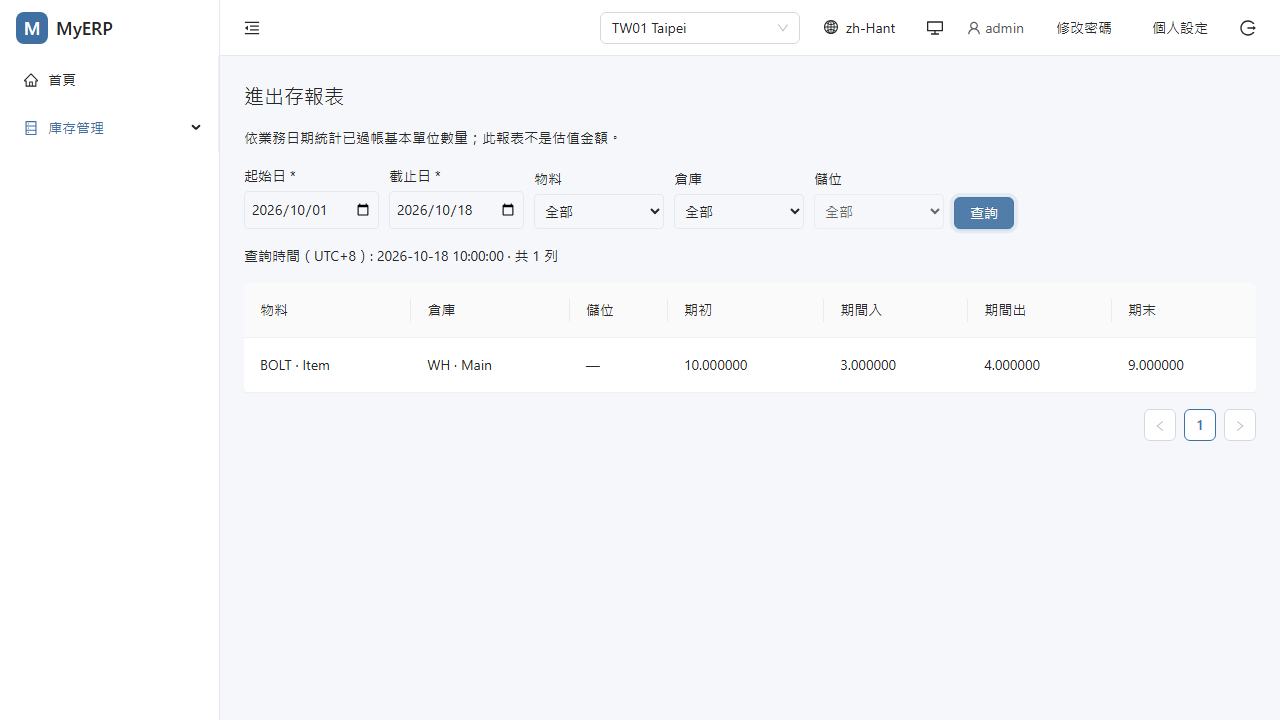 M MyERP
TW01 Taipei
zh-Hant
admin
修改密碼
個人設定
首頁
庫存管理
進出存報表
依業務日期統計已過帳基本單位數量；此報表不是估值金額。
起始日 * 截止日 * 物料 倉庫 儲位
2026/10/01 2026/10/18 全部 全部 全部 查詢
查詢時間（UTC+8）: 2026-10-18 10:00:00 · 共 1 列
物料 倉庫 儲位 期初 期間入 期間出 期末
BOLT · Item WH · Main — 10.000000 3.000000 4.000000 9.000000
1